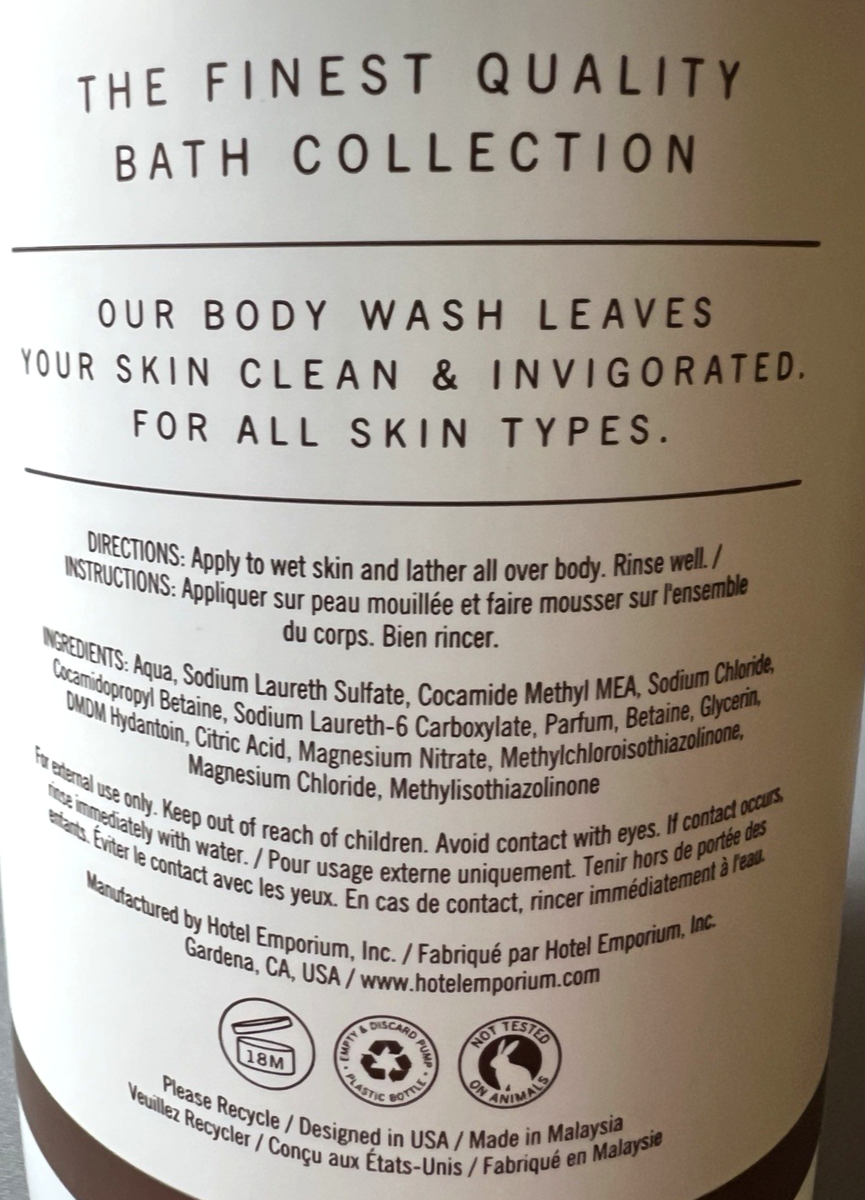 THE FINEST QUALITY
BATH COLLECTION
OUR BODY WASH LEAVES
YOUR SKIN CLEAN & INVIGORATED.
FOR ALL SKIN TYPES.
DIRECTIONS: Apply to wet skin and lather all over body. Rinse well. /
INSTRUCTIONS: Appliquer sur peau mouillée et faire mousser sur l'ensemble
du corps. Bien rincer.
INGREDIENTS: Aqua, Sodium Laureth Sulfate, Cocamide Methyl MEA, Sodium Chloride,
Cocamidopropyl Betaine, Sodium Laureth-6 Carboxylate, Parfum, Betaine, Glycerin,
DMDM Hydantoin, Citric Acid, Magnesium Nitrate, Methylchloroisothiazolinone,
Magnesium Chloride, Methylisothiazolinone
For external use only. Keep out of reach of children. Avoid contact with eyes. If contact occurs,
rinse immediately with water. / Pour usage externe uniquement. Tenir hors de portée des
enfants. Éviter le contact avec les yeux. En cas de contact, rincer immédiatement à l'eau.
Manufactured by Hotel Emporium, Inc. / Fabriqué par Hotel Emporium, Inc.
Gardena, CA, USA / www.hotelemporium.com
18M
EMPTY & DISCARD PUMP
PLASTIC BOTTLE
NOT TESTED
ON ANIMALS
Please Recycle / Designed in USA / Made in Malaysia
Veuillez Recycler / Conçu aux États-Unis / Fabriqué en Malaysie